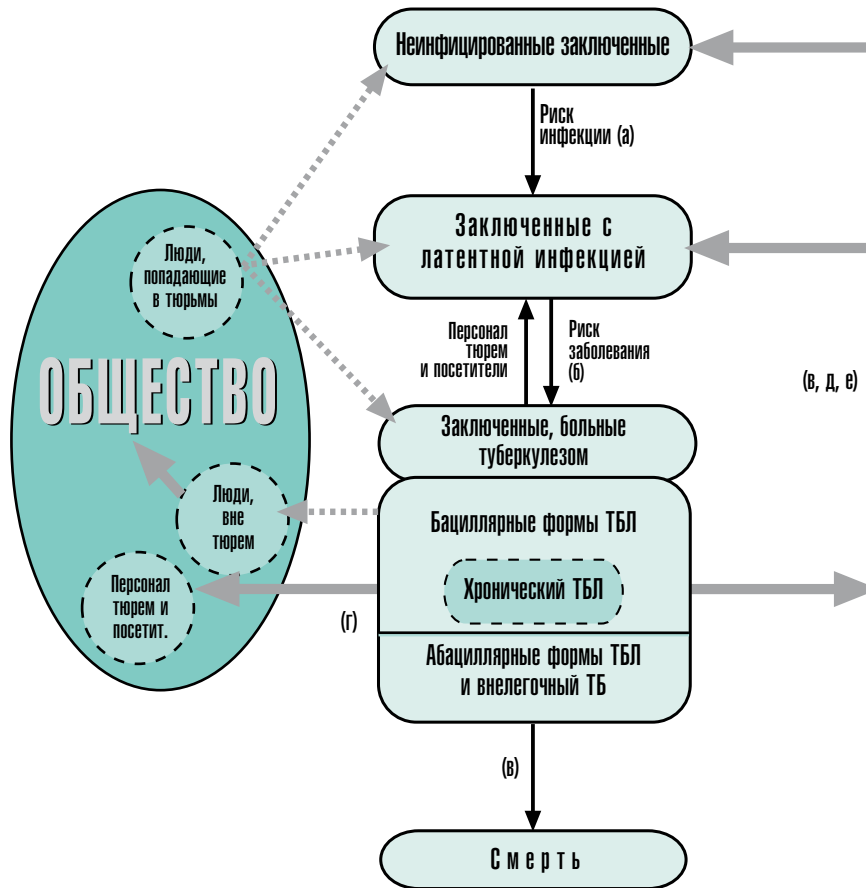 Неинфицированные заключенные
Риск
инфекции (а)
Заключенные с
латентной инфекцией
Люди,
попадающие
в тюрьмы
Персонал
тюрем
и посетители
Риск
заболевания
(б)
(в, д, е)
ОБЩЕСТВО
Заключенные, больные
туберкулезом
Люди,
вне
тюрем
Бациллярные формы ТБЛ
Хронический ТБЛ
Персонал
тюрем и
посетит.
(г)
Абациллярные формы ТБЛ
и внелегочный ТБ
(в)
Смерть